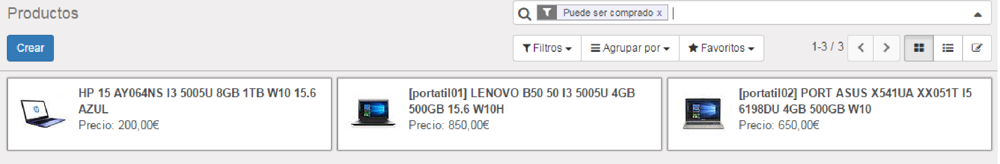 Productos
Puede ser comprado x
Crear
Filtros
Agrupar por
Favoritos
1-3 / 3
HP 15 AY064NS I3 5005U 8GB 1TB W10 15.6
AZUL
Precio: 200,00€
[portatil01] LENOVO B50 50 I3 5005U 4GB
500GB 15.6 W10H
Precio: 850,00€
[portatil02] PORT ASUS X541UA XX051T I5
6198DU 4GB 500GB W10
Precio: 650,00€